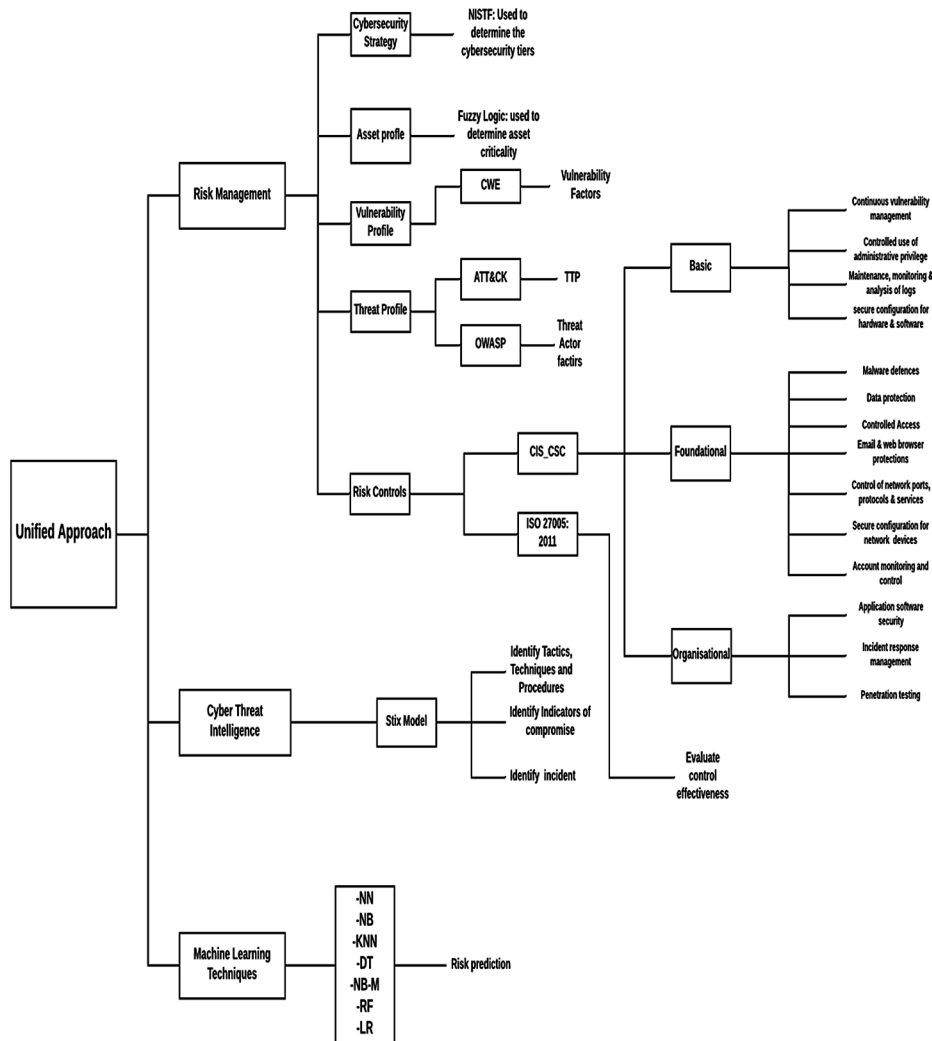 Cybersecurity
Strategy
NISTF: Used to
determine the
cybersecurity tiers
Asset profle
Fuzzy Logic: used to
determine asset
criticality
Risk Management
Vulnerability
Profile
CWE
Vulnerability
Factors
Threat Profile
ATT&CK
TTP
OWASP
Threat
Actor
factirs
Risk Controls
CIS_CSC
ISO 27005:
2011
Basic
Continuous vulnerability
management
Controlled use of
administrative privilege
Maintenance, monitoring &
analysis of logs
secure configuration for
hardware & software
Foundational
Malware defences
Data protection
Controlled Access
Email & web browser
protections
Control of network ports,
protocols & services
Secure configuration for
network devices
Account monitoring and
control
Organisational
Application software
security
Incident response
management
Penetration testing
Evaluate
control
effectiveness
Unified Approach
Cyber Threat
Intelligence
Stix Model
Identify Tactics,
Techniques and
Procedures
Identify Indicators of
compromise
Identify incident
Machine Learning
Techniques
-NN
-NB
-KNN
-DT
-NB-M
-RF
-LR
Risk prediction